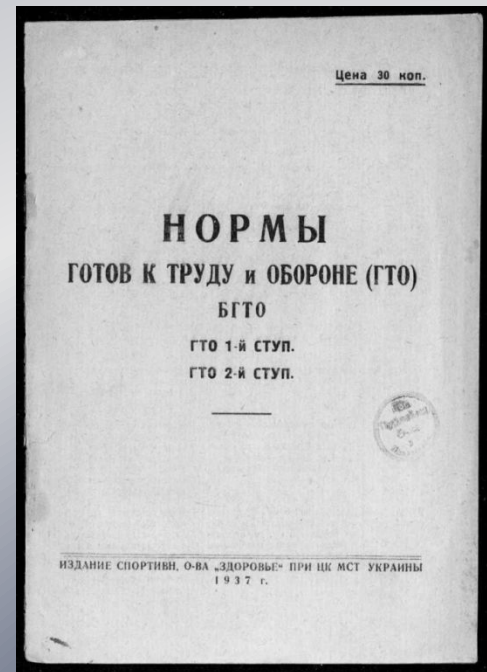 Цена 30 коп.
НОРМЫ
ГОТОВ К ТРУДУ и ОБОРОНЕ (ГТО)
БГТО
ГТО 1-й СТУП.
ГТО 2-й СТУП.
ИЗДАНИЕ СПОРТИВН. О-ВА „ЗДОРОВЬЕ“ ПРИ ЦК МСТ УКРАИНЫ
1937 г.